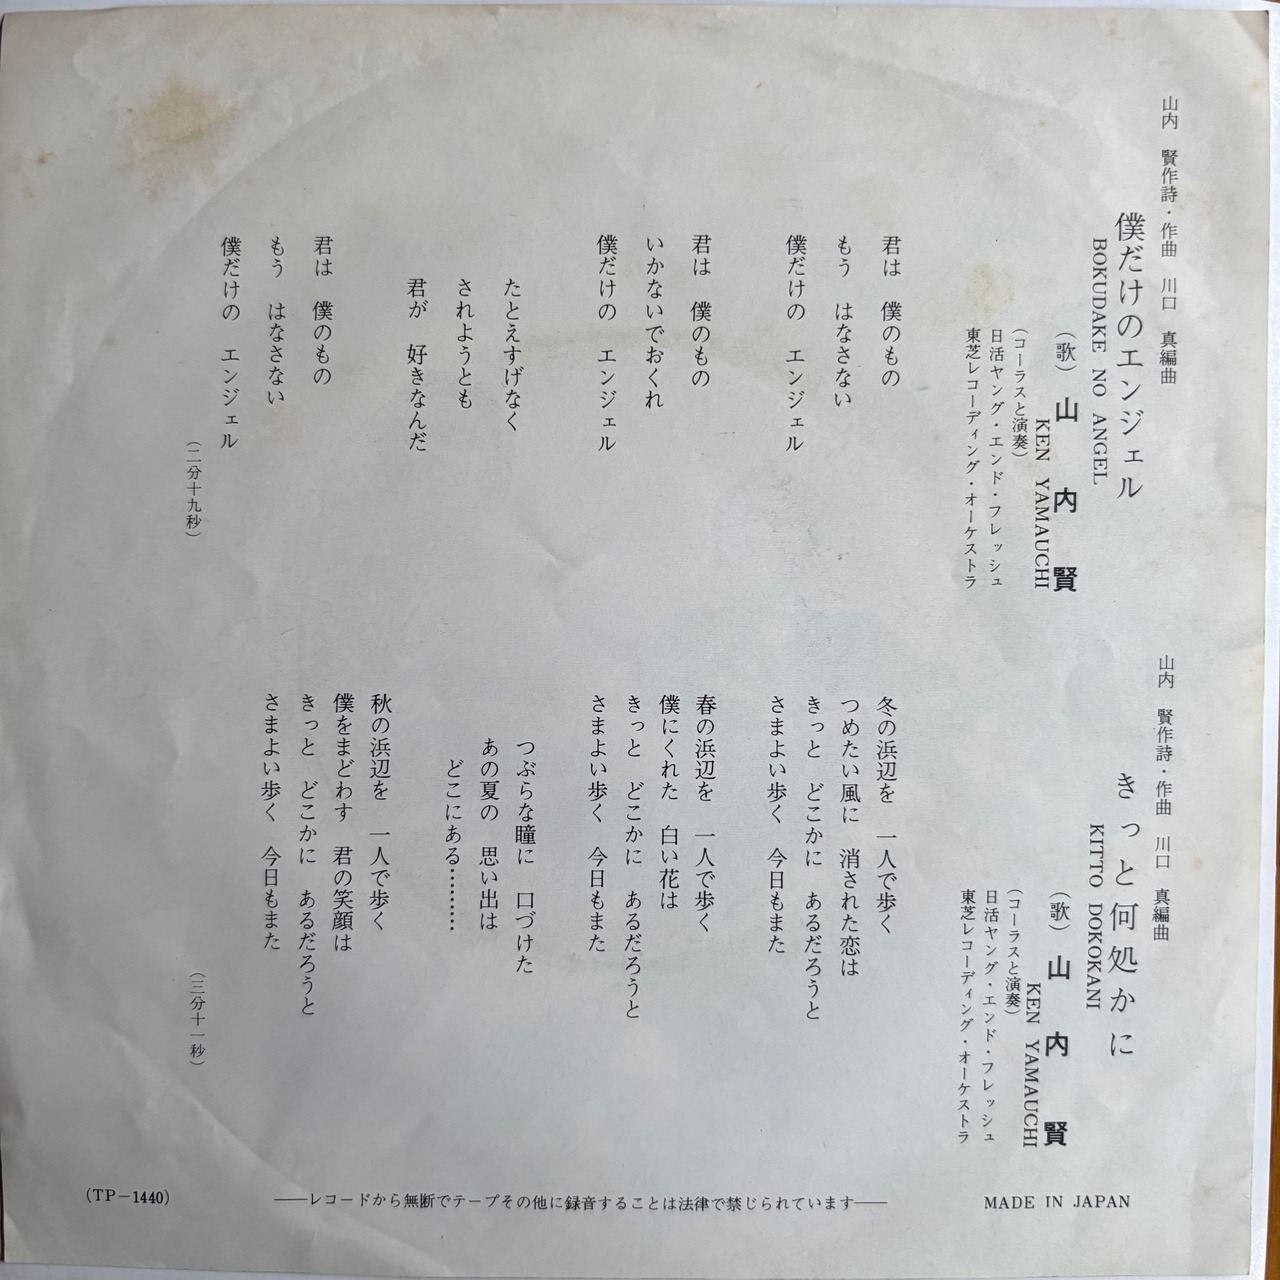 山内　賢作詩・作曲　川口　真編曲
僕だけのエンジェル
BOKUDAKE NO ANGEL
（歌）山内賢
KEN YAMAUCHI
（コーラスと演奏）
日活ヤング・エンド・フレッシュ
東芝レコーディング・オーケストラ
君は　僕のもの
もう　はなさない
僕だけの　エンジェル
君は　僕のもの
いかないでおくれ
僕だけの　エンジェル
たとえすげなく
されようとも
君が　好きなんだ
君は　僕のもの
もう　はなさない
僕だけの　エンジェル
（二分十九秒）
山内　賢作詩・作曲　川口　真編曲
きっと何処かに
KITTO DOKOKANI
（歌）山内賢
KEN YAMAUCHI
（コーラスと演奏）
日活ヤング・エンド・フレッシュ
東芝レコーディング・オーケストラ
冬の浜辺を　一人で歩く
つめたい風に　消された恋は
きっと　どこかに　あるだろうと
さまよい歩く　今日もまた
春の浜辺を　一人で歩く
僕にくれた　白い花は
きっと　どこかに　あるだろうと
さまよい歩く　今日もまた
つぶらな瞳に　口づけた
あの夏の　思い出は
どこにある………
秋の浜辺を　一人で歩く
僕をまどわす　君の笑顔は
きっと　どこかに　あるだろうと
さまよい歩く　今日もまた
（三分十一秒）
(TP－1440)
――レコードから無断でテープその他に録音することは法律で禁じられています――
MADE IN JAPAN